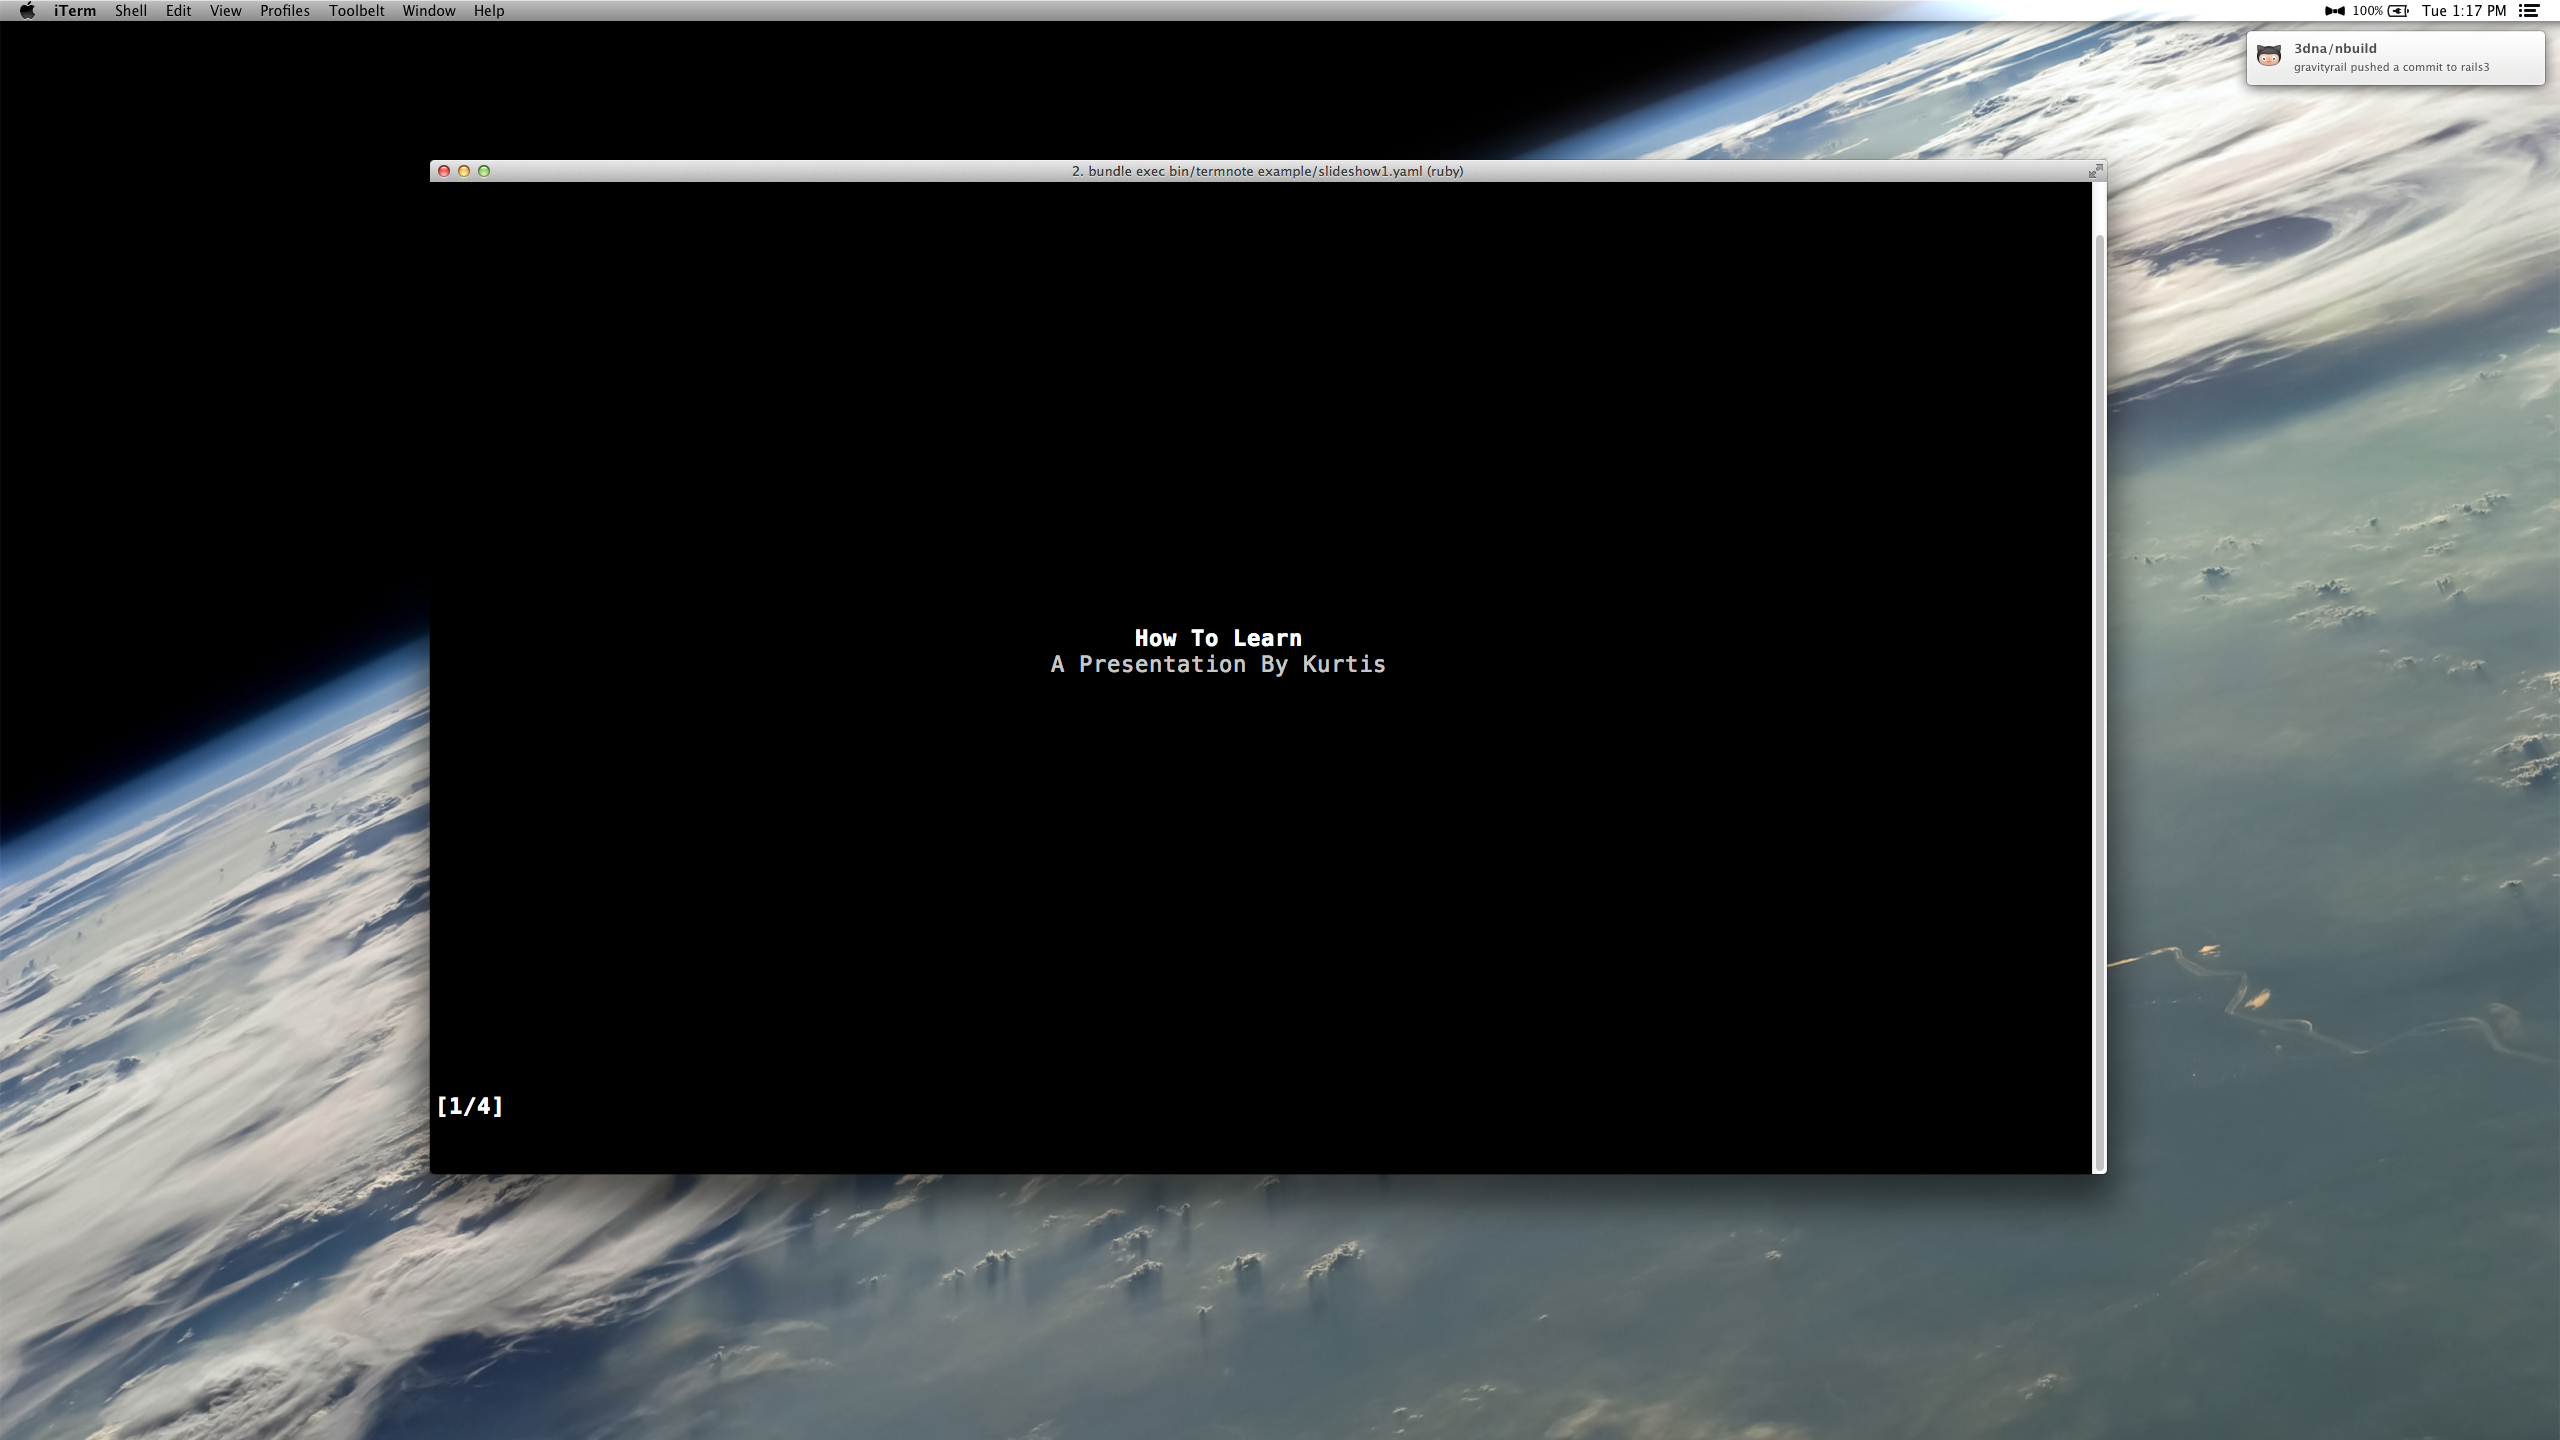 iTerm Shell Edit View Profiles Toolbelt Window Help 100% Tue 1:17 PM
3dna/nbuild
gravityrail pushed a commit to rails3
2. bundle exec bin/termnote example/slideshow1.yaml (ruby)
How To Learn
A Presentation By Kurtis
[1/4]